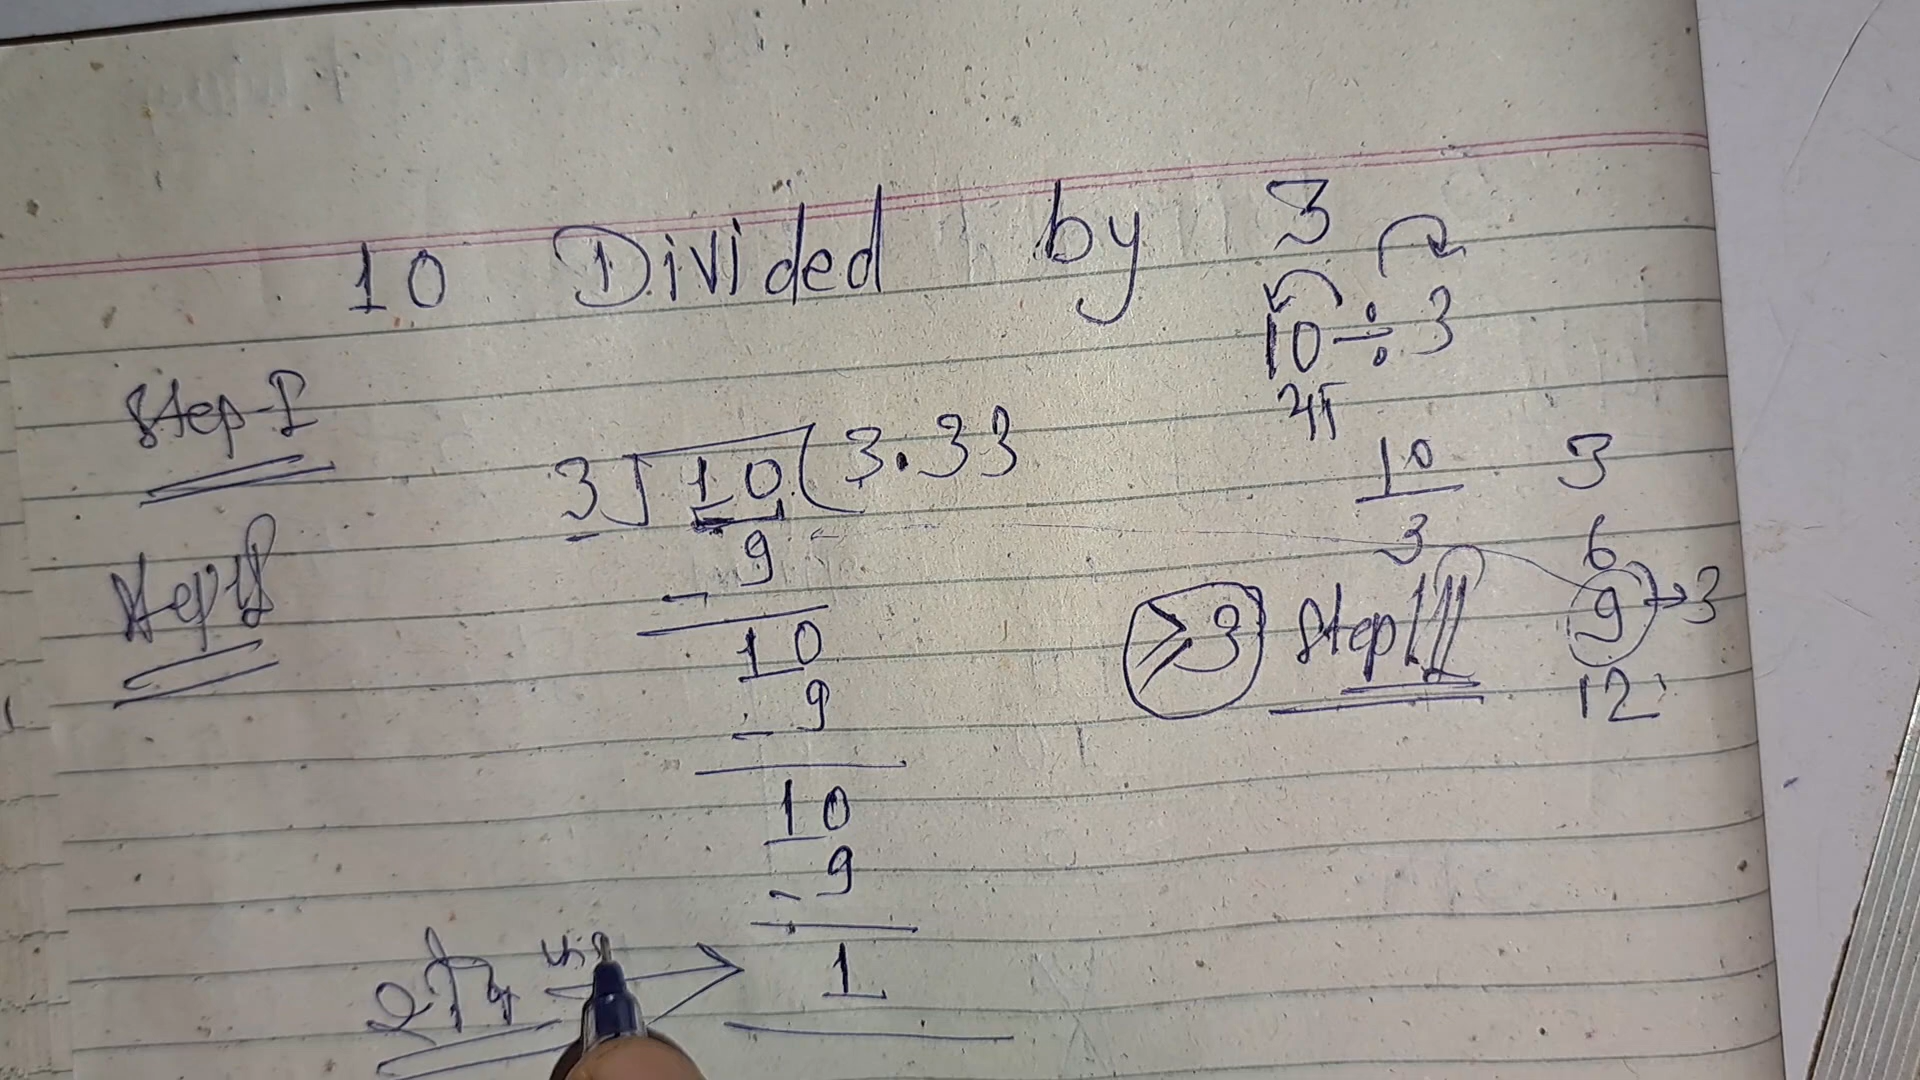 10 Divided by 3
10 ÷ 3
Step-I
3 10 3.33
10
3
3
6
9 → 3
12
Step II
9
≥3 Step III
10
- 9
10
- 9
1